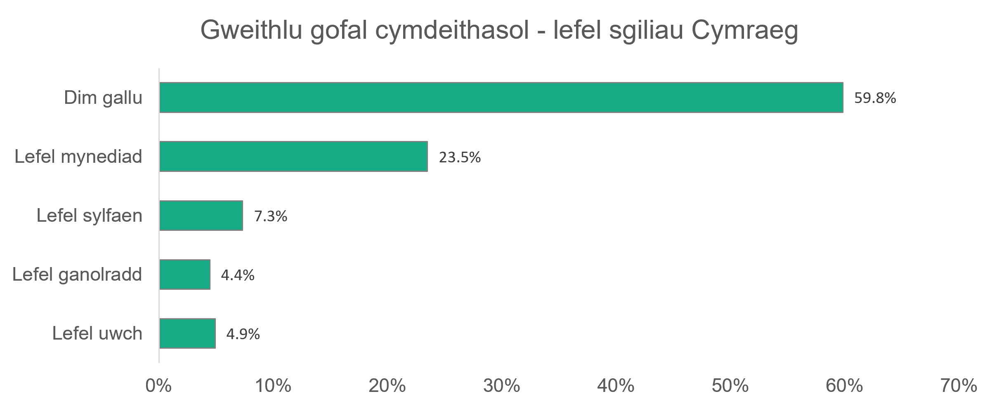 Gweithlu gofal cymdeithasol - lefel sgiliau Cymraeg
Dim gallu 59.8%
Lefel mynediad 23.5%
Lefel sylfaen 7.3%
Lefel ganolradd 4.4%
Lefel uwch 4.9%
0% 10% 20% 30% 40% 50% 60% 70%